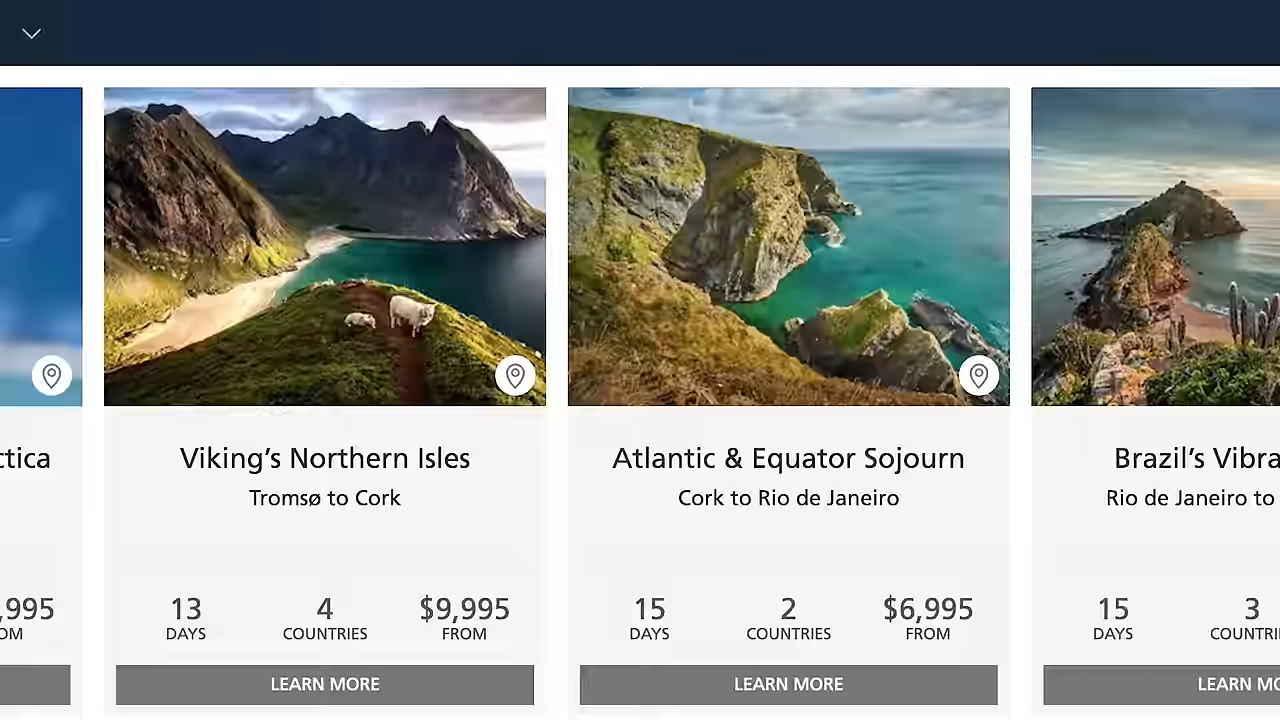 ctica
,995
OM
Viking's Northern Isles
Tromsø to Cork
13 4 $9,995
DAYS COUNTRIES FROM
LEARN MORE
Atlantic & Equator Sojourn
Cork to Rio de Janeiro
15 2 $6,995
DAYS COUNTRIES FROM
LEARN MORE
Brazil's Vibra
Rio de Janeiro to
15 3
DAYS COUNTRI
LEARN MO